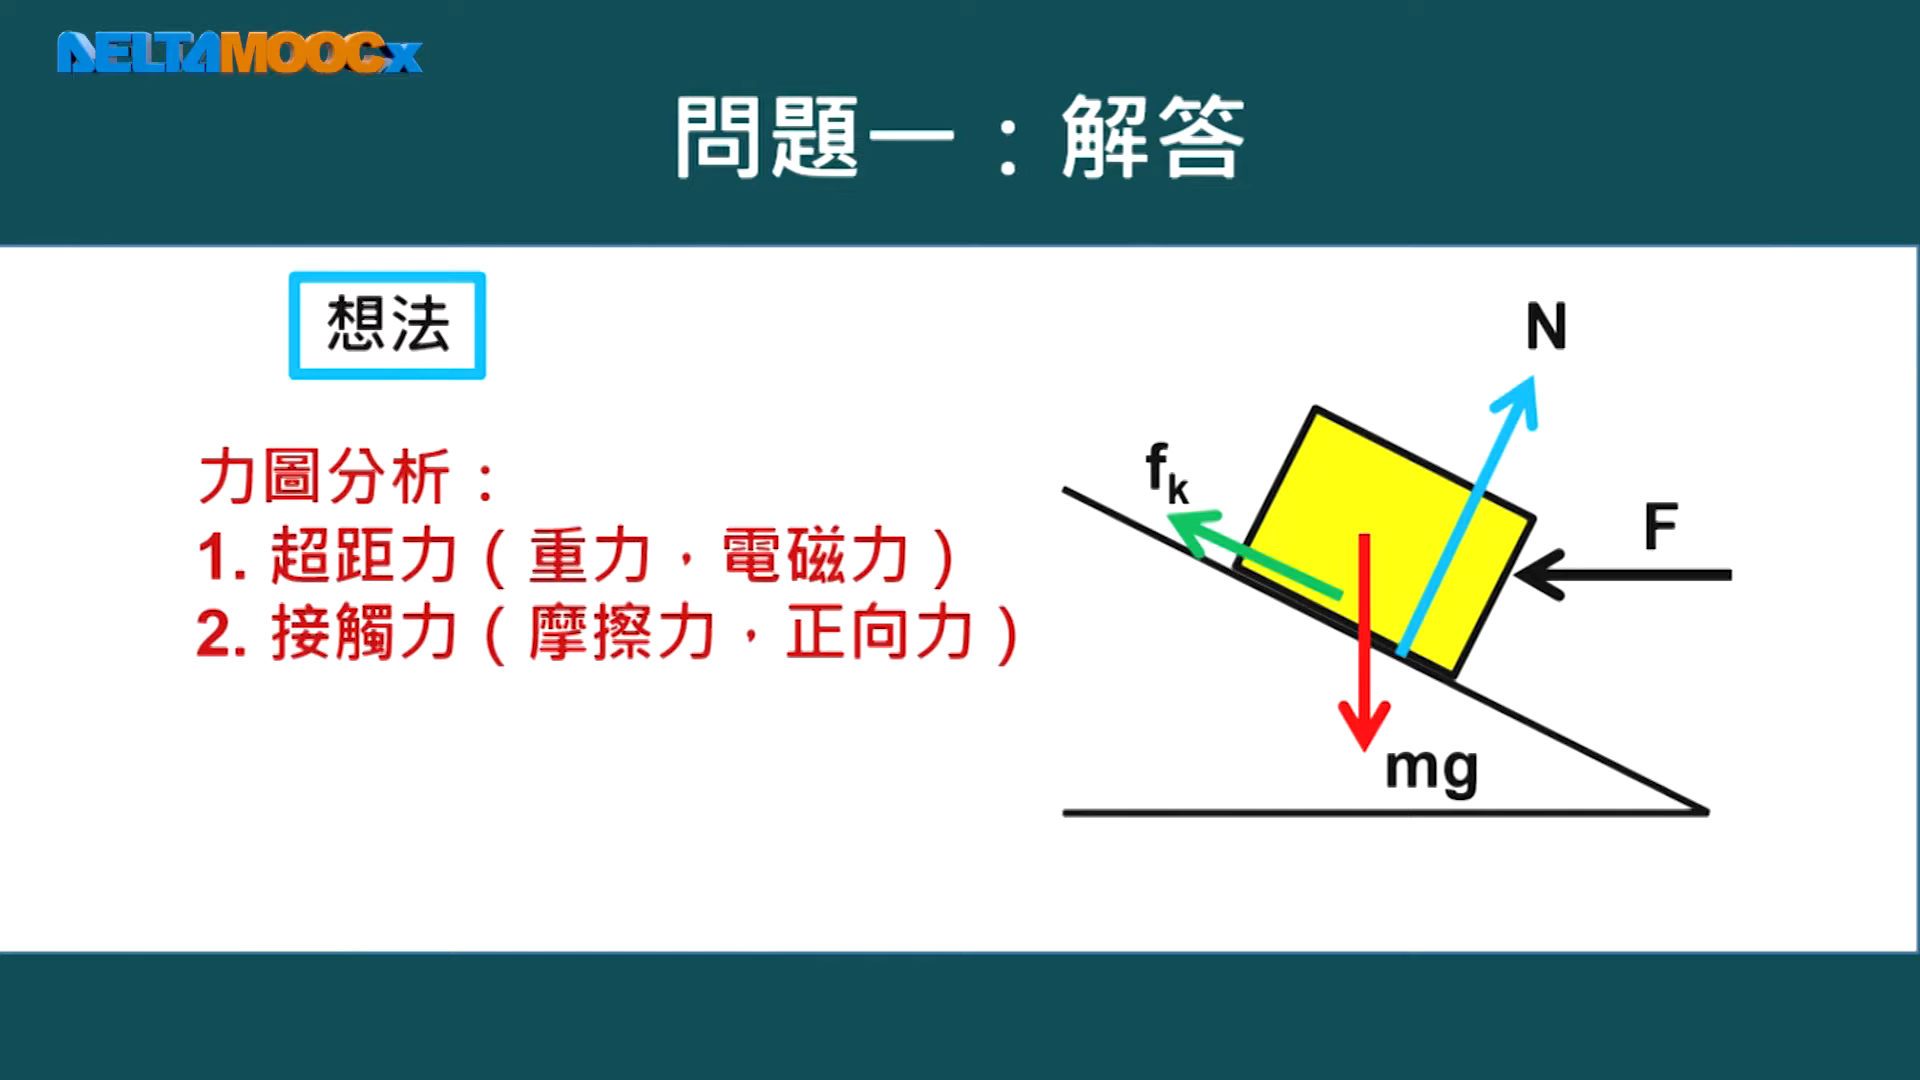 DELTAMOOCx
問題一：解答
想法
力圖分析：
1. 超距力（重力，電磁力）
2. 接觸力（摩擦力，正向力）
N
fk
F
mg